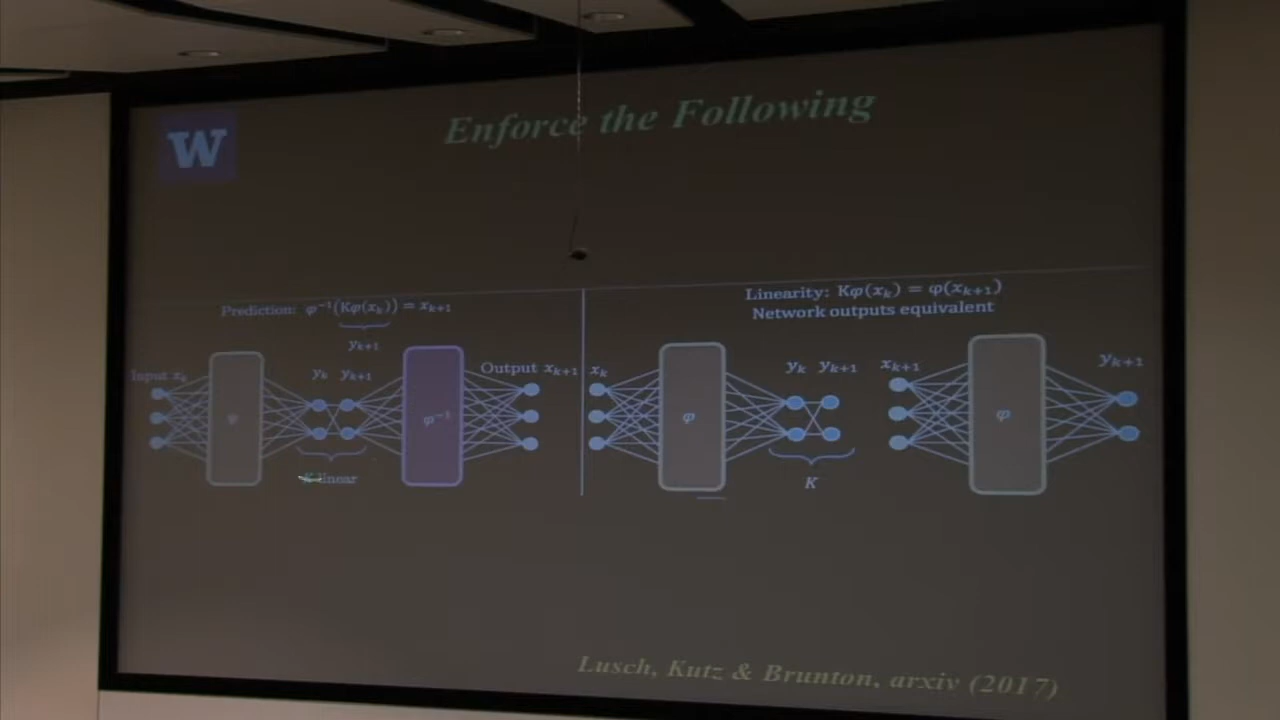 W
Enforce the Following
Prediction: φ⁻¹(Kφ(xₖ)) = xₖ₊₁
yₖ₊₁
Input xₖ
φ
yₖ yₖ₊₁
K linear
φ⁻¹
Output xₖ₊₁
Linearity: Kφ(xₖ) = φ(xₖ₊₁)
Network outputs equivalent
xₖ
φ
yₖ yₖ₊₁
K
xₖ₊₁
φ
yₖ₊₁
Lusch, Kutz & Brunton, arxiv (2017)